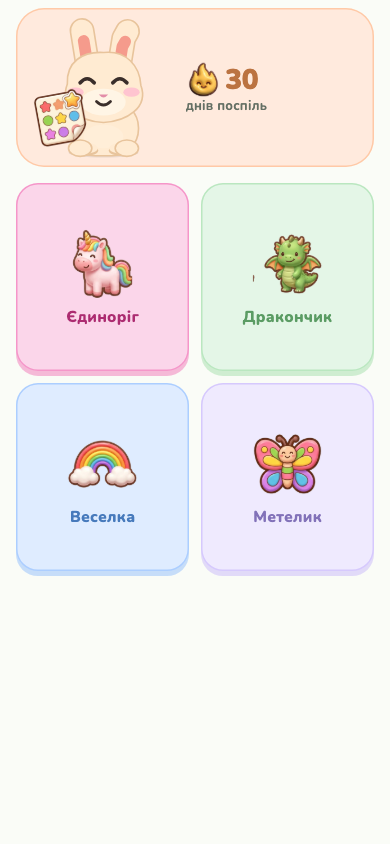 30
днів поспіль
Єдиноріг
Дракончик
Веселка
Метелик